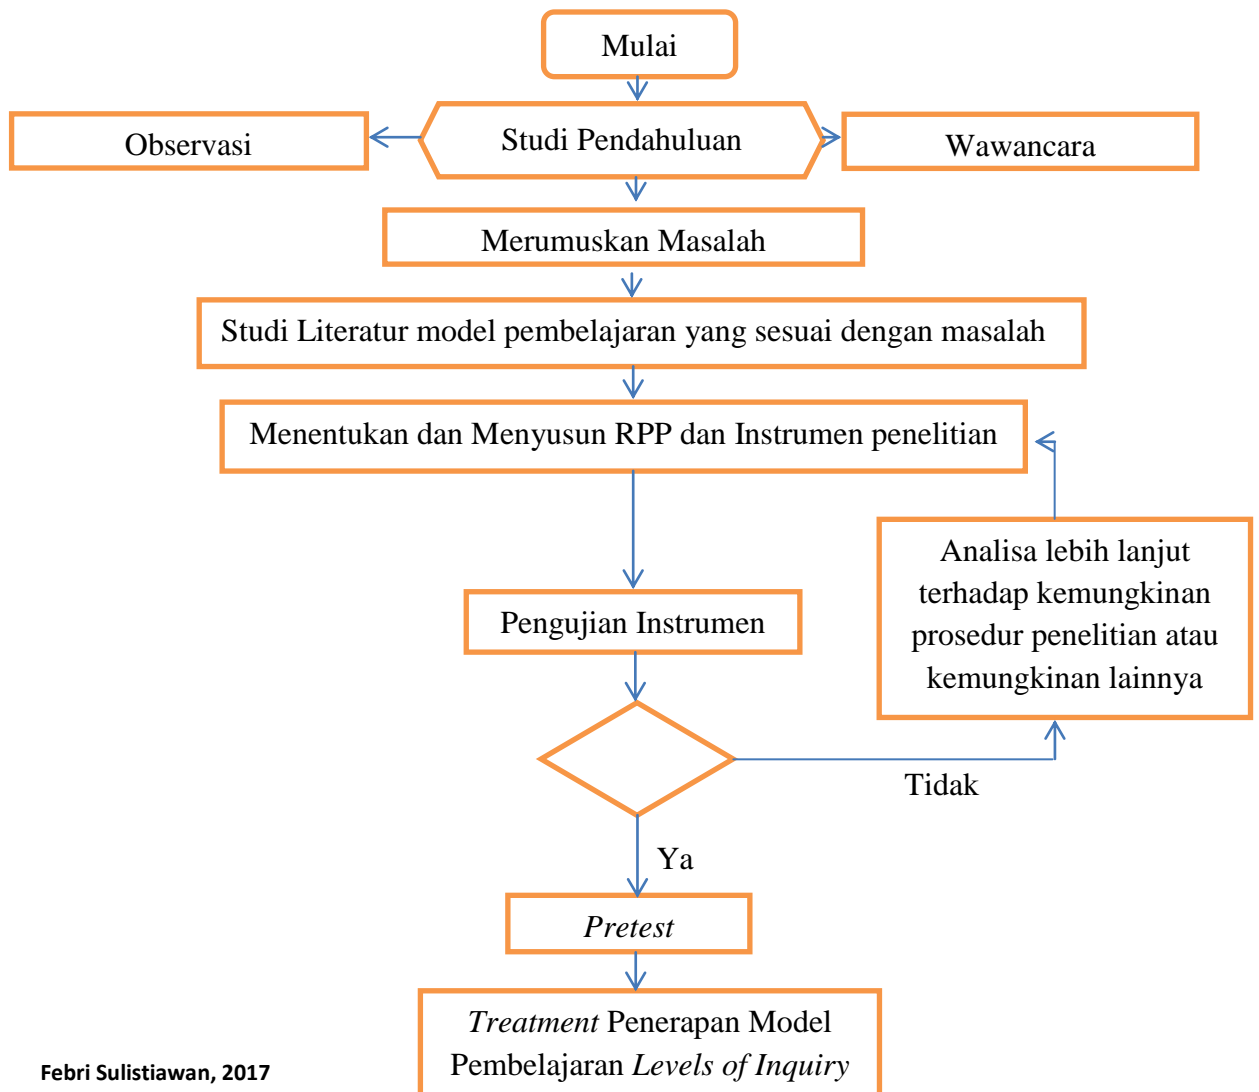 Mulai
Observasi
Studi Pendahuluan
Wawancara
Merumuskan Masalah
Studi Literatur model pembelajaran yang sesuai dengan masalah
Menentukan dan Menyusun RPP dan Instrumen penelitian
Analisa lebih lanjut
terhadap kemungkinan
prosedur penelitian atau
kemungkinan lainnya
Pengujian Instrumen
Tidak
Ya
Pretest
Treatment Penerapan Model
Pembelajaran Levels of Inquiry
Febri Sulistiawan, 2017